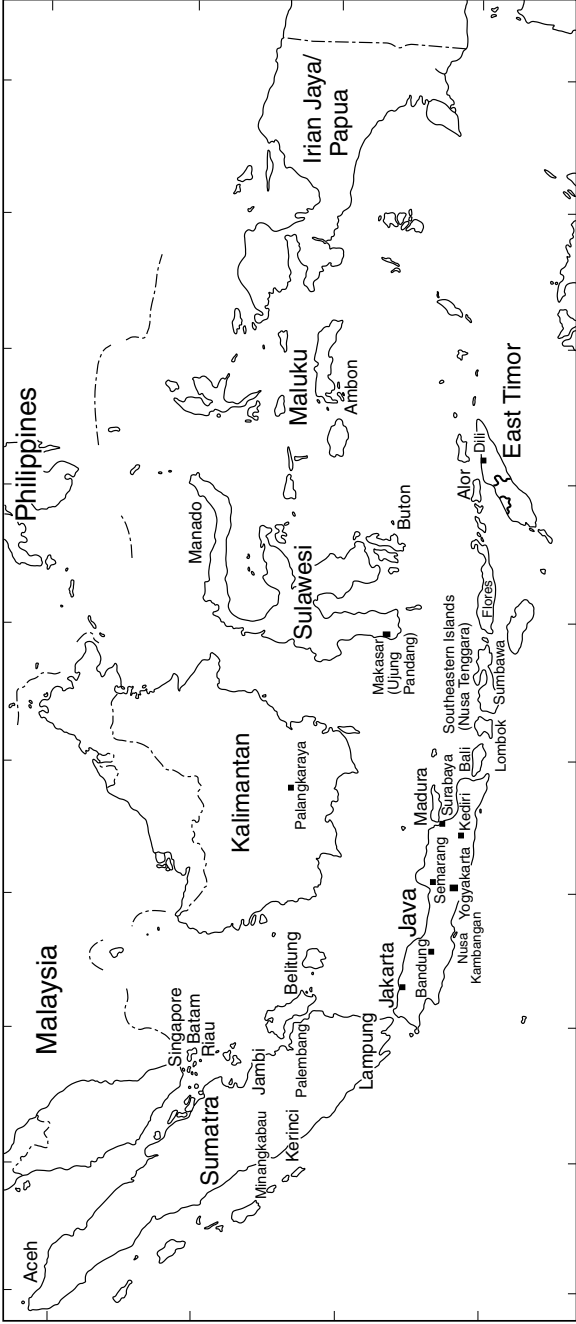 Philippines
Malaysia
Aceh
Singapore
Batam
Riau
Sumatra
Jambi
Minangkabau
Kerinci
Palembang
Belitung
Lampung
Kalimantan
Palangkaraya
Manado
Sulawesi
Maluku
Ambon
Buton
Makasar
(Ujung
Pandang)
Irian Jaya/
Papua
Jakarta
Java
Bandung
Semarang
Madura
Surabaya
Nusa
Kambangan
Yogyakarta
Kediri
Bali
Lombok
Southeastern Islands
(Nusa Tenggara)
Sumbawa
Flores
Alor
Dili
East Timor